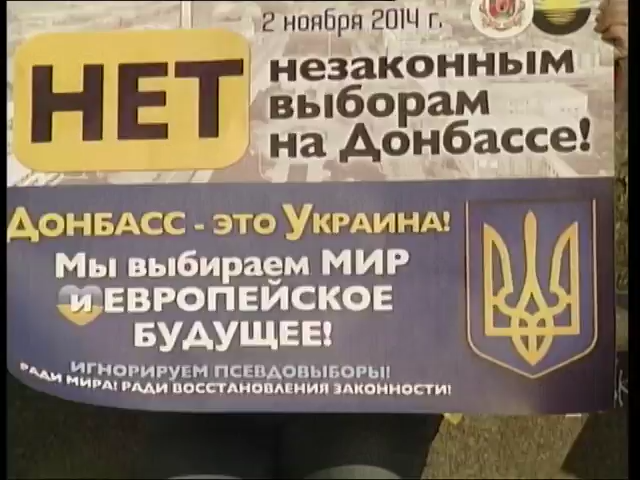 2 ноября 2014 г.
НЕТ
незаконным
выборам
на Донбассе!
Донбасс - это Украина!
Мы выбираем МИР
и ЕВРОПЕЙСКОЕ
БУДУЩЕЕ!
ИГНОРИРУЕМ ПСЕВДОВЫБОРЫ!
РАДИ МИРА! РАДИ ВОССТАНОВЛЕНИЯ ЗАКОННОСТИ!